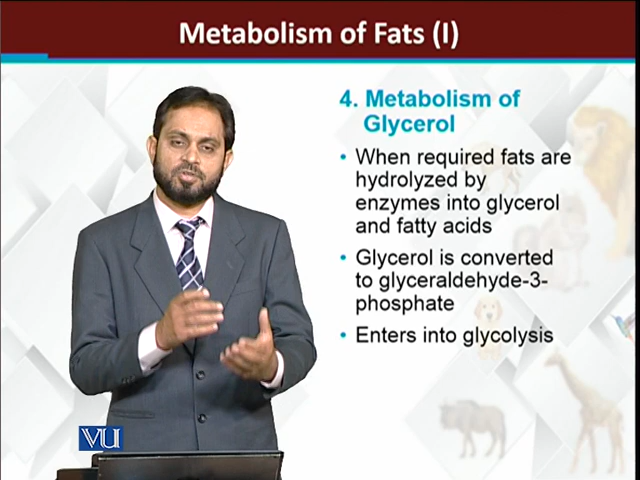 Metabolism of Fats (I)
4. Metabolism of
Glycerol
• When required fats are
hydrolyzed by
enzymes into glycerol
and fatty acids
• Glycerol is converted
to glyceraldehyde-3-
phosphate
• Enters into glycolysis
VU